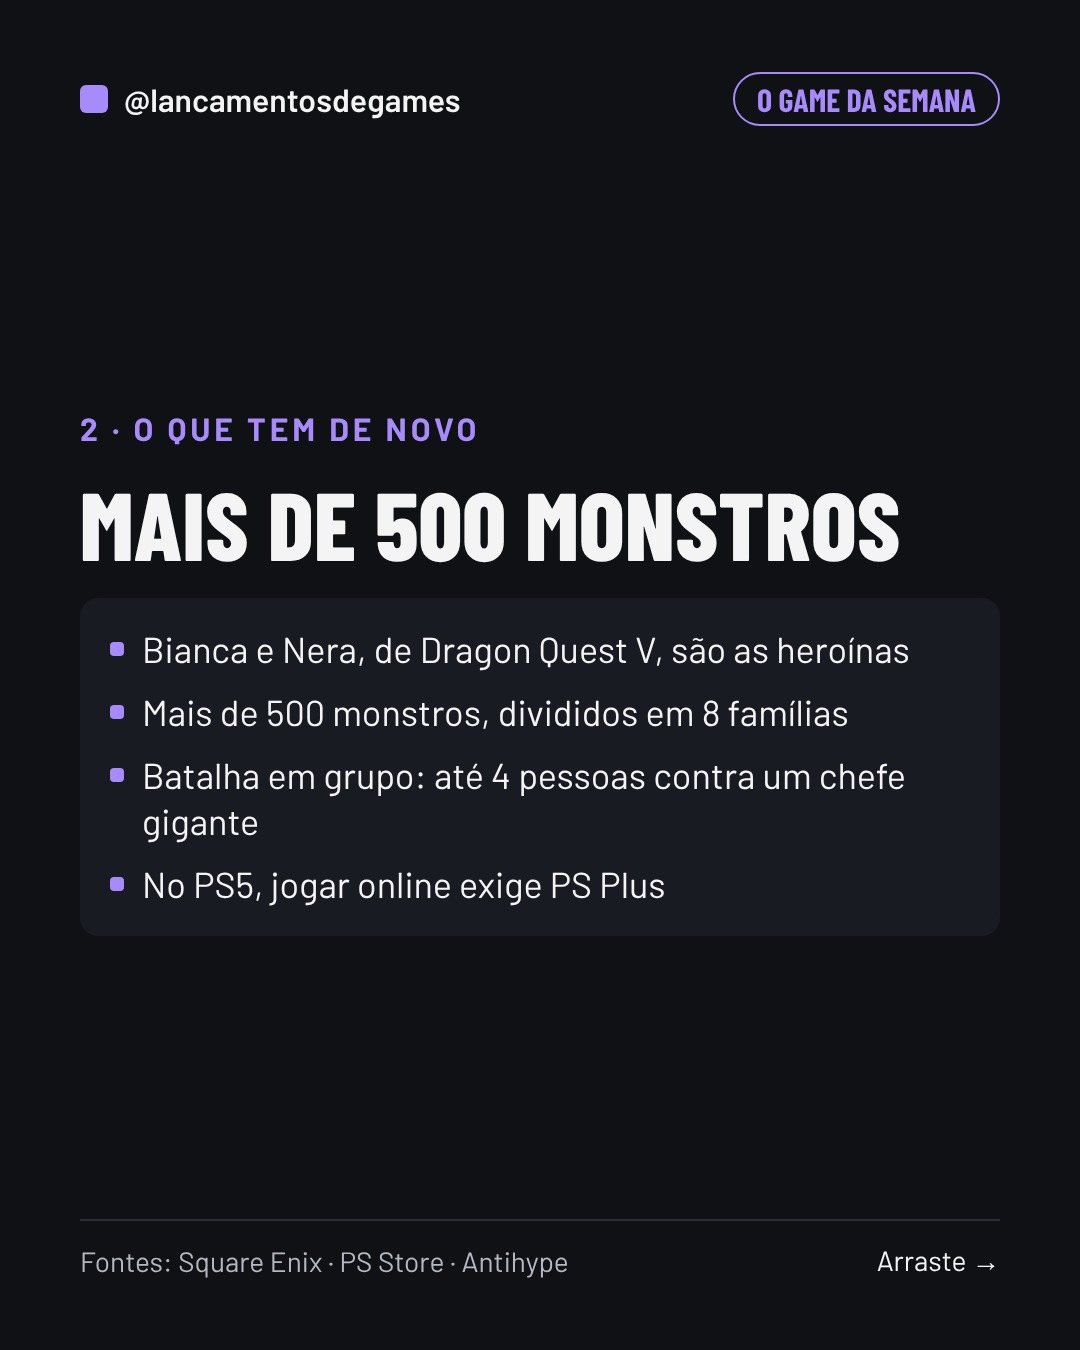 @lancamentosdegames
O GAME DA SEMANA
2 · O QUE TEM DE NOVO
MAIS DE 500 MONSTROS
Bianca e Nera, de Dragon Quest V, são as heroínas
Mais de 500 monstros, divididos em 8 famílias
Batalha em grupo: até 4 pessoas contra um chefe
gigante
No PS5, jogar online exige PS Plus
Fontes: Square Enix · PS Store · Antihype
Arraste →